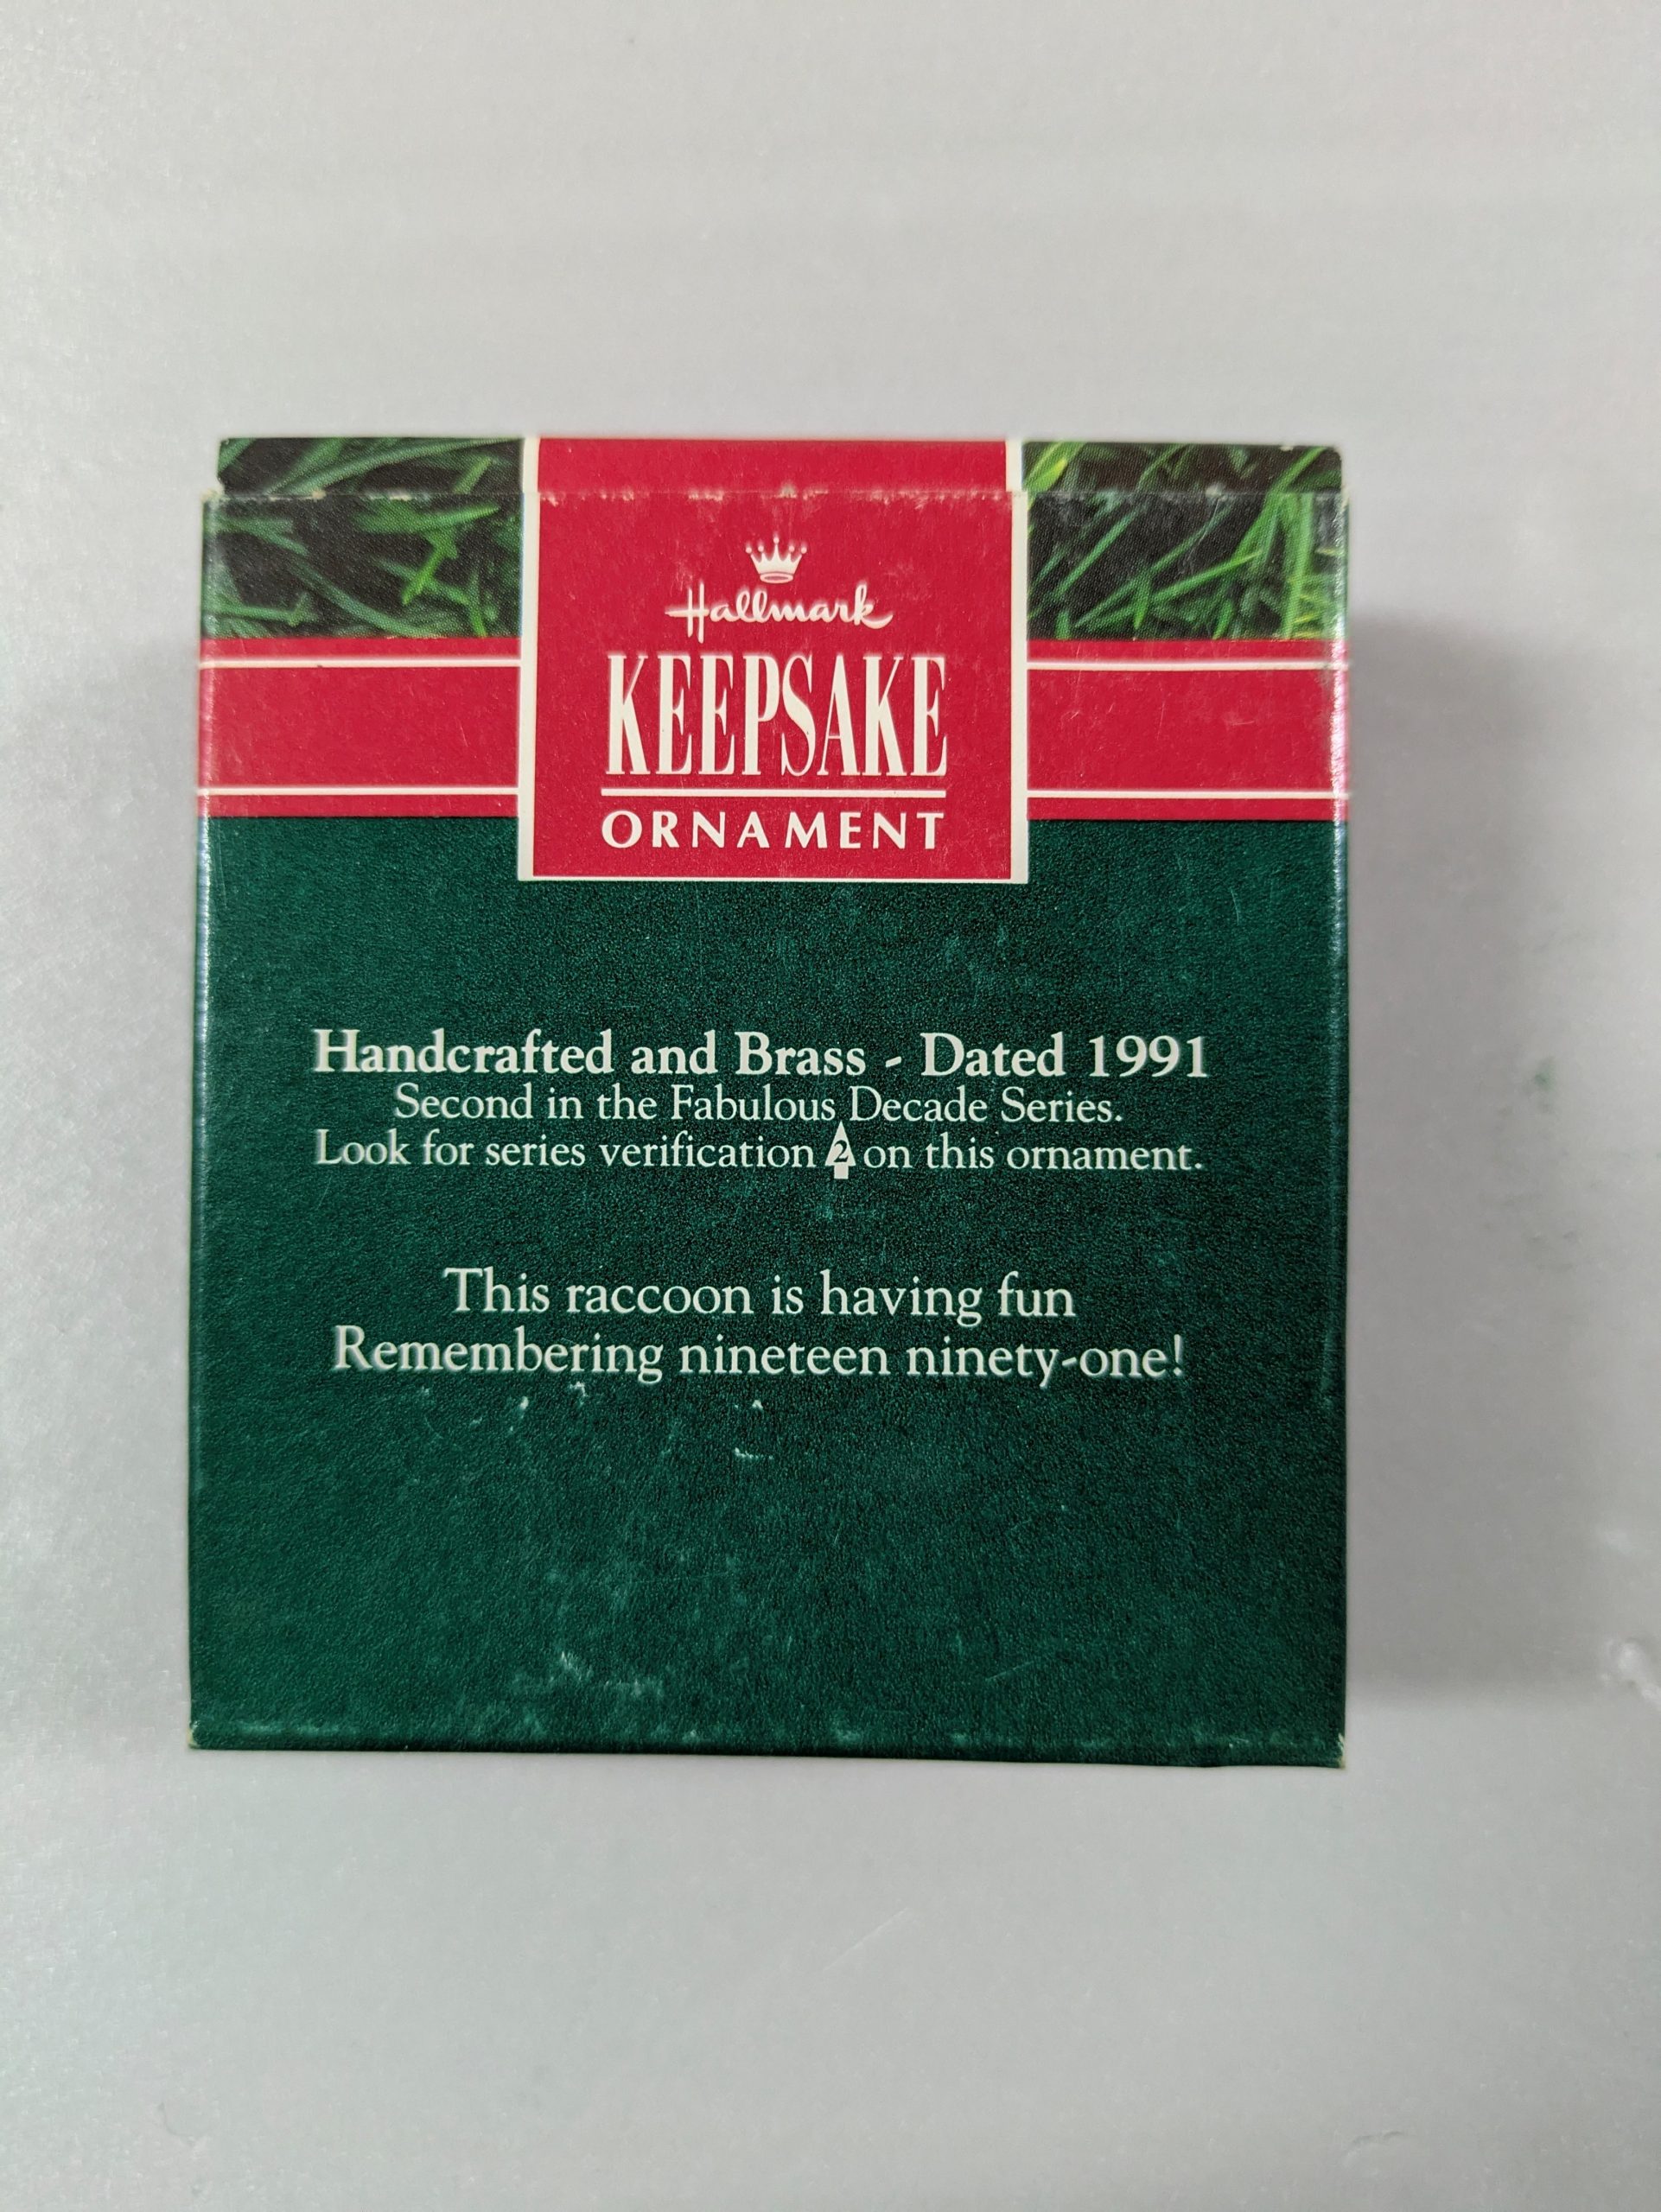 Hallmark
KEEPSAKE
ORNAMENT
Handcrafted and Brass - Dated 1991
Second in the Fabulous Decade Series.
Look for series verification 2 on this ornament.
This raccoon is having fun
Remembering nineteen ninety-one!